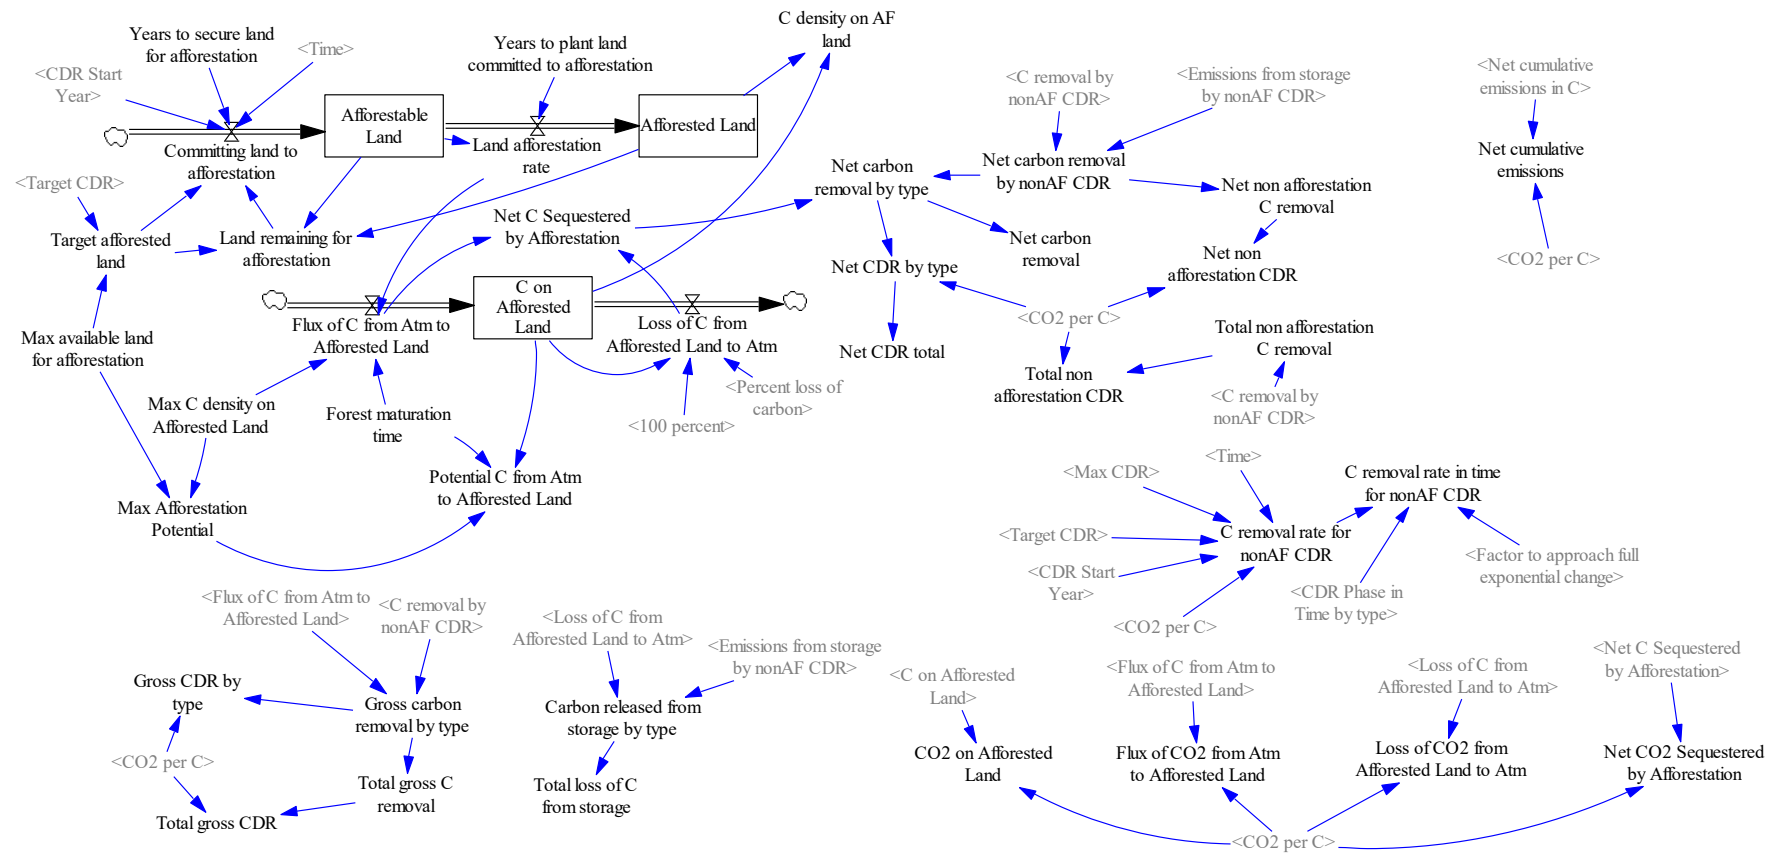 C density on AF
land
Years to secure land
for afforestation
<Time>
Years to plant land
committed to afforestation
<CDR Start
Year>
Afforestable
Land
Afforested Land
Committing land to
afforestation
Land afforestation
rate
<Target CDR>
Target afforested
land
Land remaining for
afforestation
Net C Sequestered
by Afforestation
C on
Afforested
Land
Flux of C from Atm to
Afforested Land
Loss of C from
Afforested Land to Atm
Max available land
for afforestation
Max C density on
Afforested Land
Forest maturation
time
<100 percent>
<Percent loss of
carbon>
Potential C from Atm
to Afforested Land
Max Afforestation
Potential
<C removal by
nonAF CDR>
<Emissions from storage
by nonAF CDR>
Net carbon
removal by type
Net carbon removal
by nonAF CDR
Net non afforestation
C removal
Net carbon
removal
Net non
afforestation CDR
Net CDR by type
<CO2 per C>
Net CDR total
Total non afforestation
C removal
Total non
afforestation CDR
<C removal by
nonAF CDR>
<Net cumulative
emissions in C>
Net cumulative
emissions
<CO2 per C>
<Time>
<Max CDR>
C removal rate in time
for nonAF CDR
<Target CDR>
C removal rate for
nonAF CDR
<CDR Start
Year>
<Factor to approach full
exponential change>
<CDR Phase in
Time by type>
<CO2 per C>
<Flux of C from Atm to
Afforested Land>
<C removal by
nonAF CDR>
Gross CDR by
type
Gross carbon
removal by type
<CO2 per C>
Total gross C
removal
Total gross CDR
<Loss of C from
Afforested Land to Atm>
<Emissions from storage
by nonAF CDR>
Carbon released from
storage by type
Total loss of C
from storage
<C on Afforested
Land>
<Flux of C from Atm to
Afforested Land>
<Loss of C from
Afforested Land to Atm>
<Net C Sequestered
by Afforestation>
CO2 on Afforested
Land
Flux of CO2 from Atm
to Afforested Land
Loss of CO2 from
Afforested Land to Atm
Net CO2 Sequestered
by Afforestation
<CO2 per C>